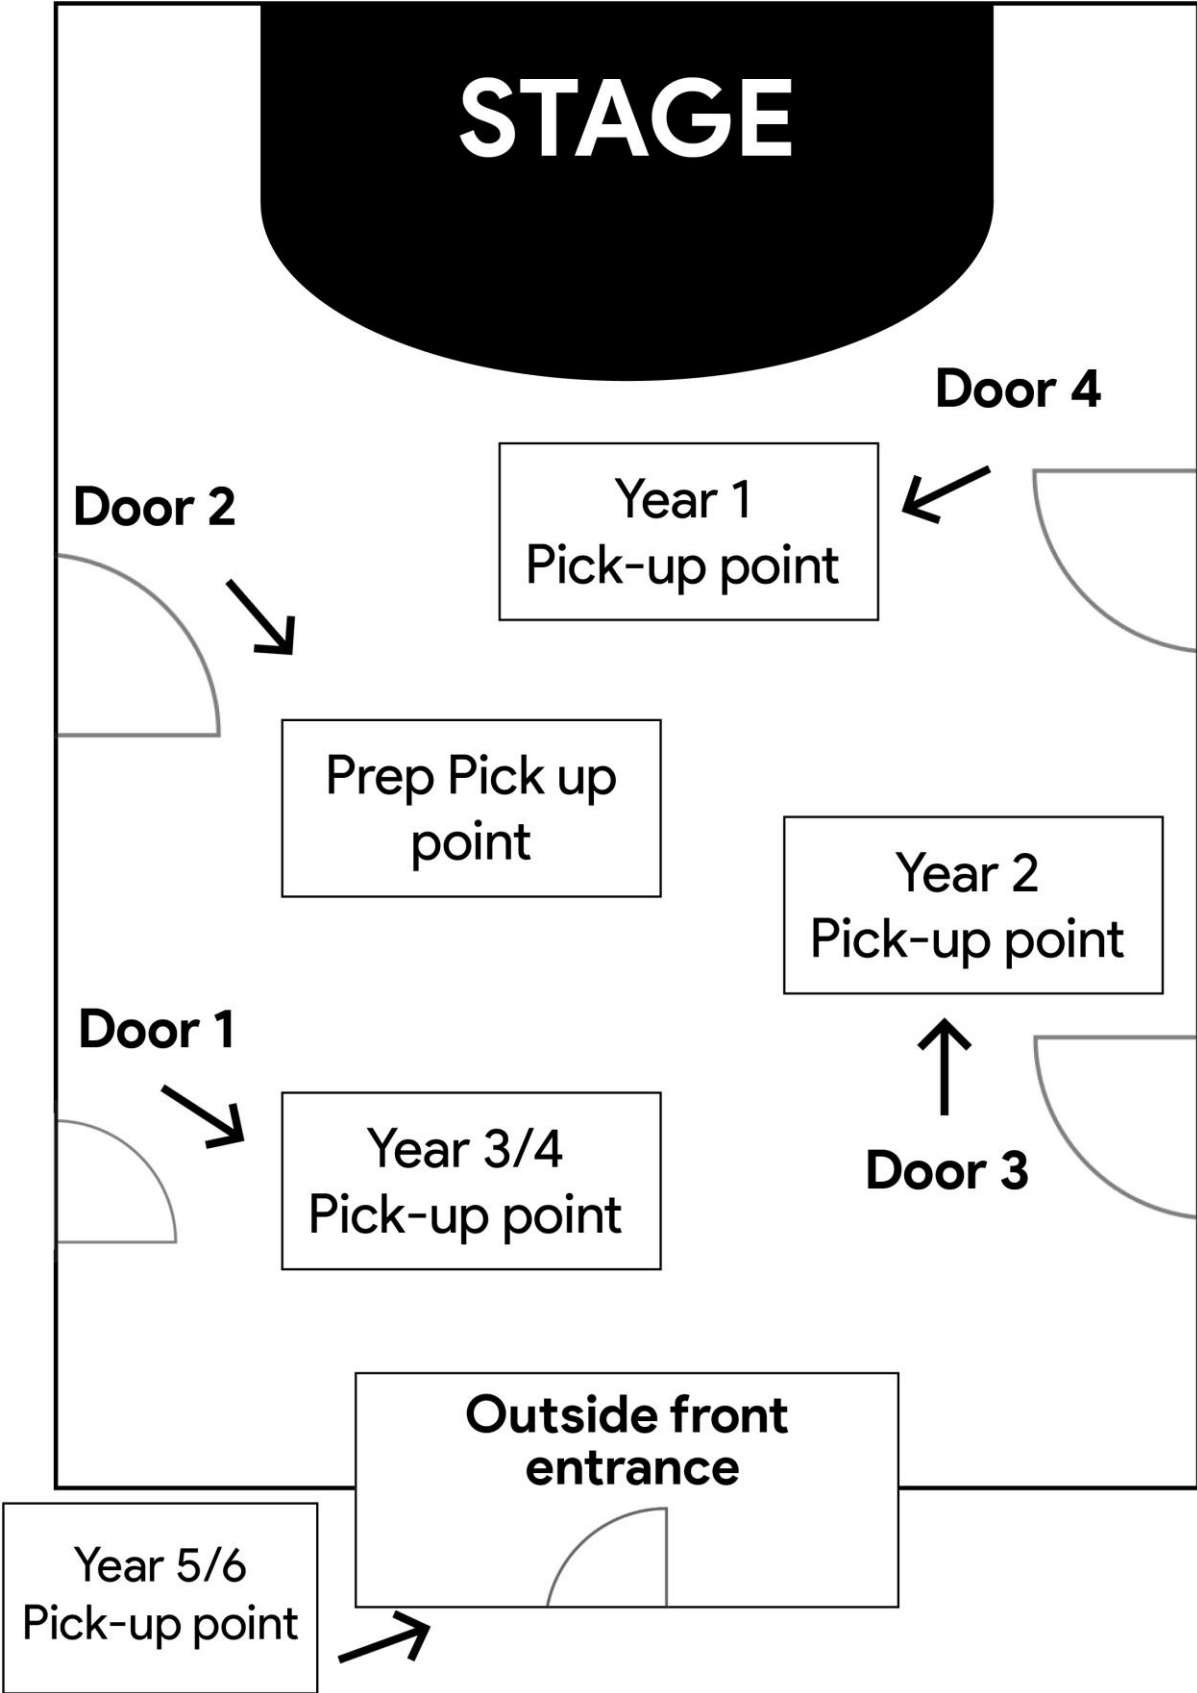 STAGE
Door 4
Year 1
Pick-up point
Door 2
Prep Pick up
point
Year 2
Pick-up point
Door 1
Year 3/4
Pick-up point
Door 3
Outside front
entrance
Year 5/6
Pick-up point